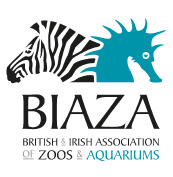 BIAZA
BRITISH & IRISH ASSOCIATION
OF ZOOS & AQUARIUMS